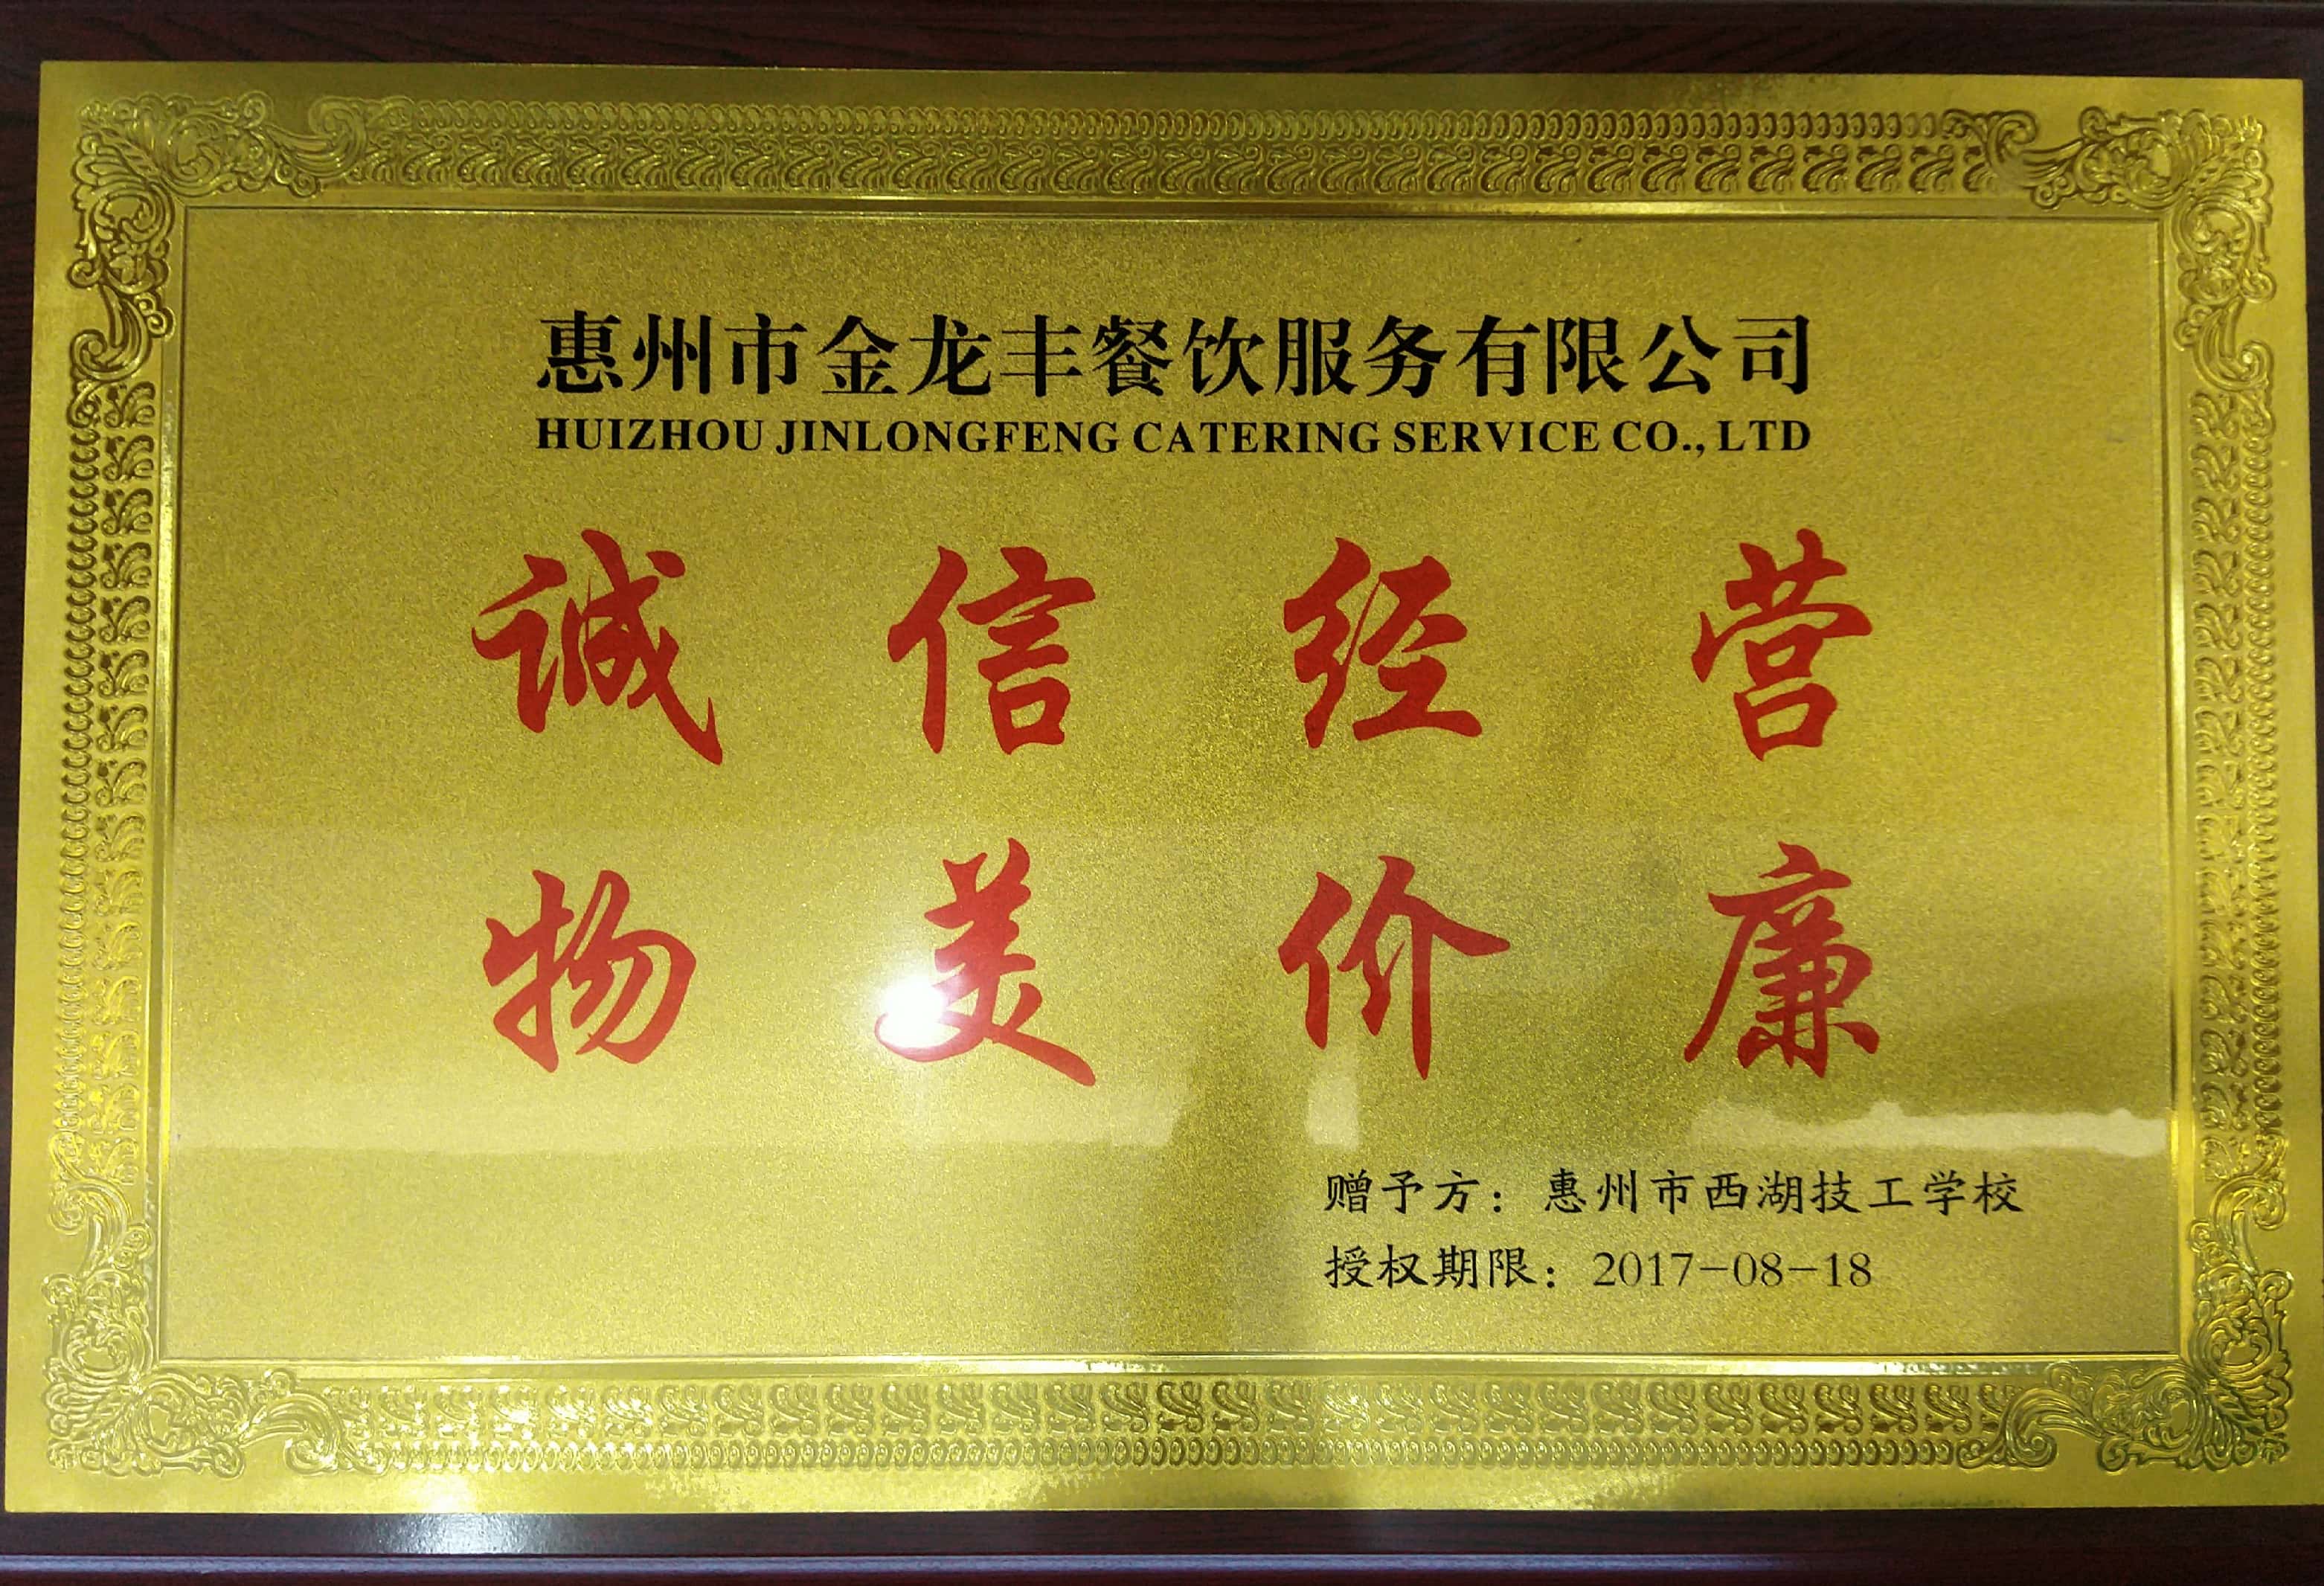 惠州市金龙丰餐饮服务有限公司
HUIZHOU JINLONGFENG CATERING SERVICE CO., LTD
诚信经营
物美价廉
赠予方：惠州市西湖技工学校
授权期限：2017-08-18